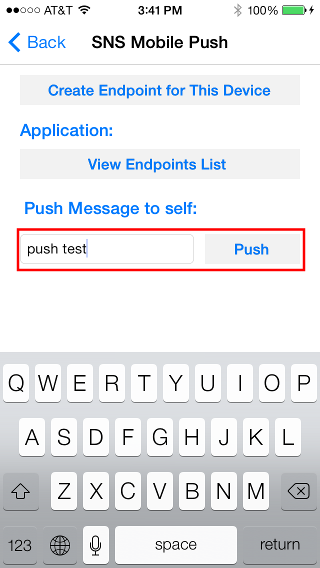 AT&T 3:41 PM 100%
Back SNS Mobile Push
Create Endpoint for This Device
Application:
View Endpoints List
Push Message to self:
push test Push
Q W E R T Y U I O P
A S D F G H J K L
Z X C V B N M
123 space return